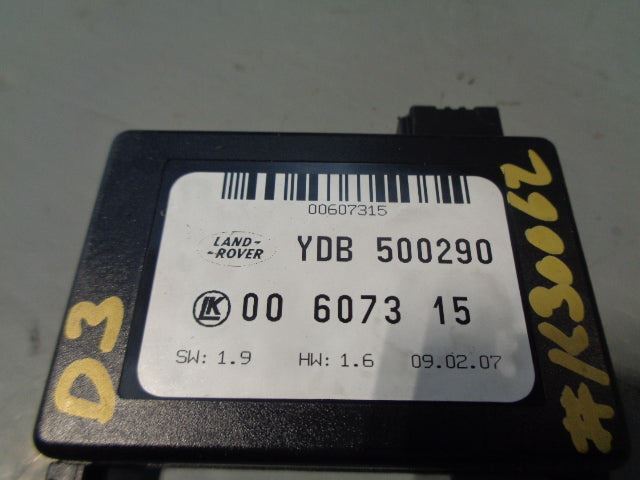 00607315
LAND-
-ROVER
YDB 500290
LK 00 6073 15
SW: 1.9 HW: 1.6 09.02.07
D3
#K30062